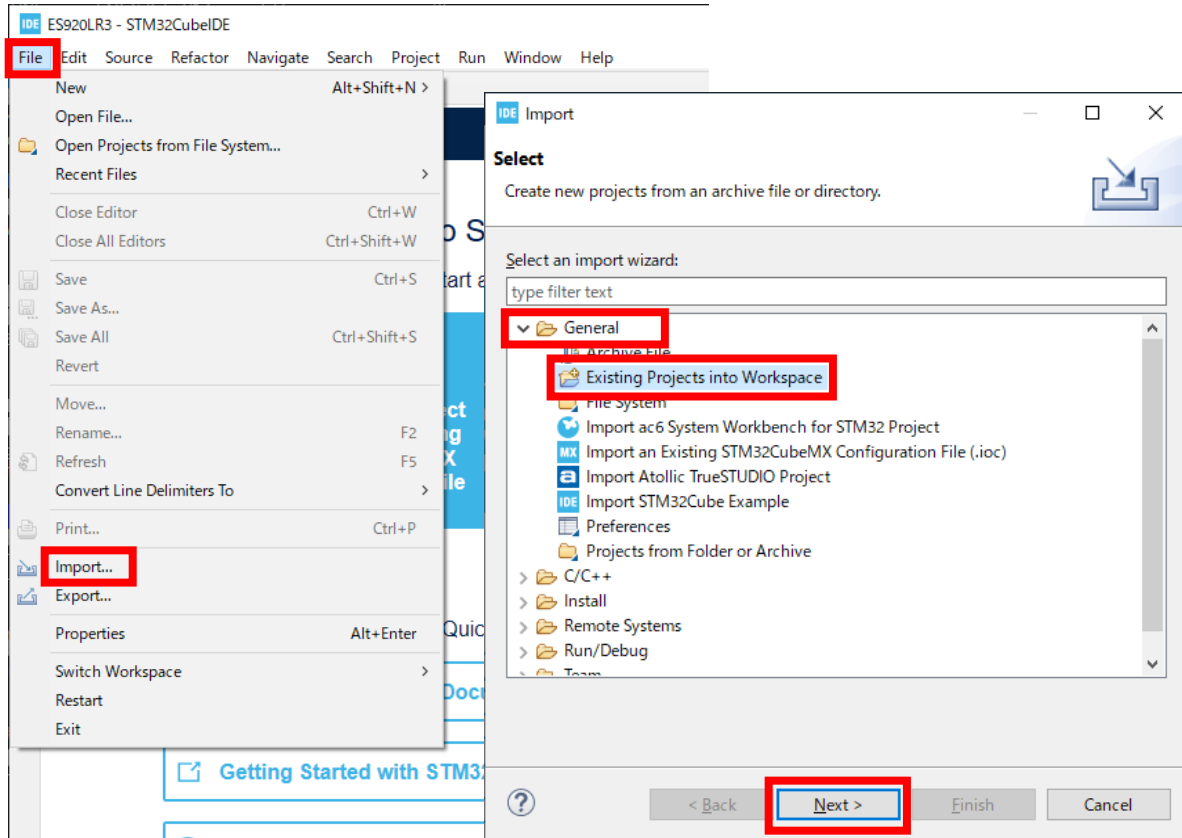 IDE ES920LR3 - STM32CubeIDE
File Edit Source Refactor Navigate Search Project Run Window Help
New Alt+Shift+N >
Open File...
Open Projects from File System...
Recent Files >
Close Editor Ctrl+W
Close All Editors Ctrl+Shift+W
Save Ctrl+S
Save As...
Save All Ctrl+Shift+S
Revert
Move...
Rename... F2
Refresh F5
Convert Line Delimiters To >
Print... Ctrl+P
Import...
Export...
Properties Alt+Enter
Switch Workspace >
Restart
Exit
o S
tart a
ct
g
X
ile
Quic
Docu
Getting Started with STM32
IDE Import
Select
Create new projects from an archive file or directory.
Select an import wizard:
type filter text
General
Archive File
Existing Projects into Workspace
File System
Import ac6 System Workbench for STM32 Project
MX Import an Existing STM32CubeMX Configuration File (.ioc)
a Import Atollic TrueSTUDIO Project
IDE Import STM32Cube Example
Preferences
Projects from Folder or Archive
> C/C++
> Install
> Remote Systems
> Run/Debug
> Team
? < Back Next > Finish Cancel